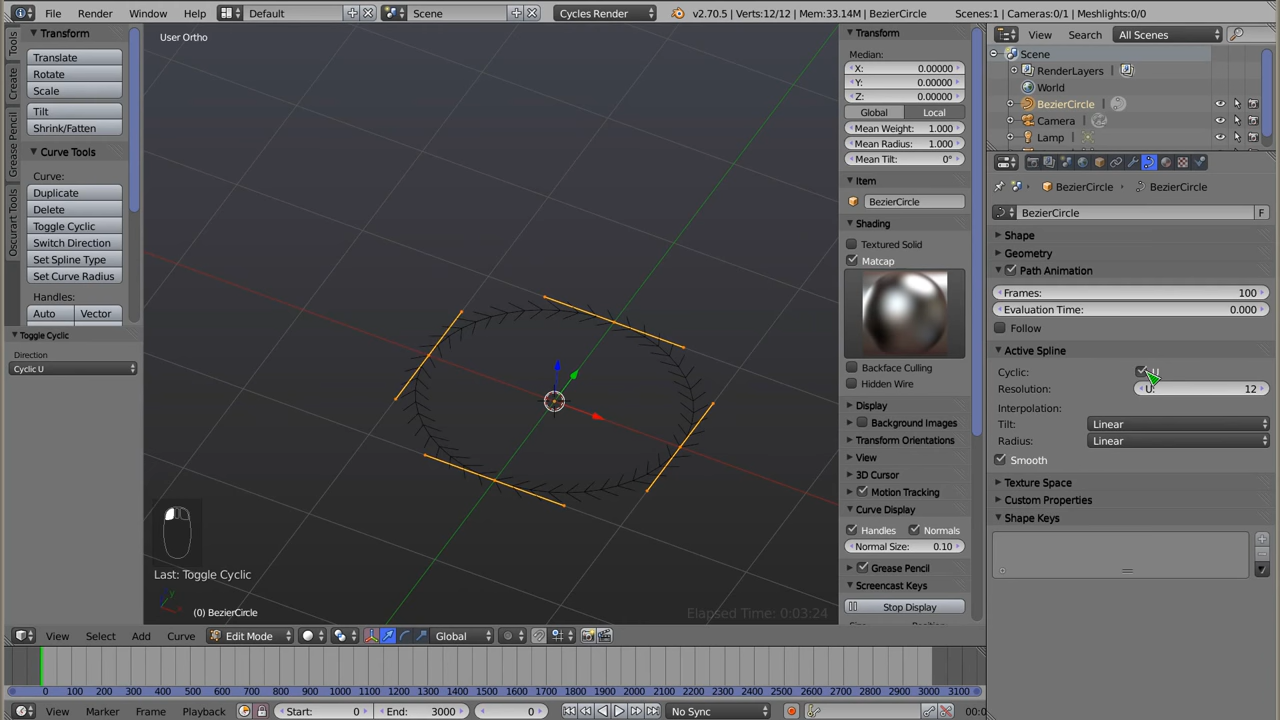 File Render Window Help Default Scene Cycles Render v2.70.5 | Verts:12/12 | Mem:33.14M | BezierCircle Scenes:1 | Cameras:0/1 | Meshlights:0/0
Tools
Create
Grease Pencil
Oscurart Tools
Transform
Translate
Rotate
Scale
Tilt
Shrink/Fatten
Curve Tools
Curve:
Duplicate
Delete
Toggle Cyclic
Switch Direction
Set Spline Type
Set Curve Radius
Handles:
Auto Vector
Toggle Cyclic
Direction
Cyclic U
User Ortho
Last: Toggle Cyclic
(0) BezierCircle
Elapsed Time: 0:03:24
Transform
Median:
X: 0.00000
Y: 0.00000
Z: 0.00000
Global Local
Mean Weight: 1.000
Mean Radius: 1.000
Mean Tilt: 0°
Item
BezierCircle
Shading
Textured Solid
Matcap
Backface Culling
Hidden Wire
Display
Background Images
Transform Orientations
View
3D Cursor
Motion Tracking
Curve Display
Handles Normals
Normal Size: 0.10
Grease Pencil
Screencast Keys
Stop Display
View Search All Scenes
Scene
RenderLayers
World
BezierCircle
Camera
Lamp
BezierCircle BezierCircle
BezierCircle F
Shape
Geometry
Path Animation
Frames: 100
Evaluation Time: 0.000
Follow
Active Spline
Cyclic: U
Resolution: U: 12
Interpolation:
Tilt: Linear
Radius: Linear
Smooth
Texture Space
Custom Properties
Shape Keys
View Select Add Curve Edit Mode Global
0 100 200 300 400 500 600 700 800 900 1000 1100 1200 1300 1400 1500 1600 1700 1800 1900 2000 2100 2200 2300 2400 2500 2600 2700 2800 2900 3000 3100
View Marker Frame Playback Start: 0 End: 3000 0 No Sync